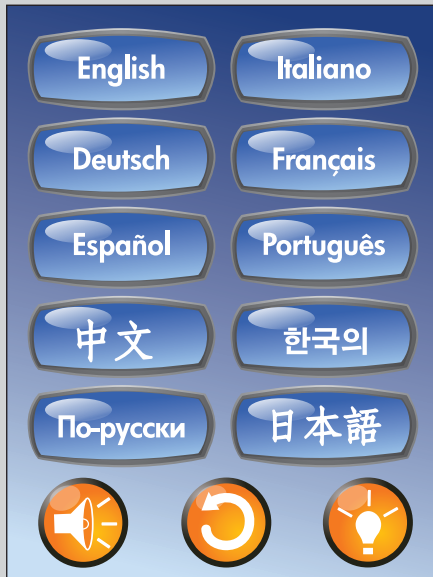 English
Italiano
Deutsch
Français
Español
Português
中文
한국의
По-русски
日本語